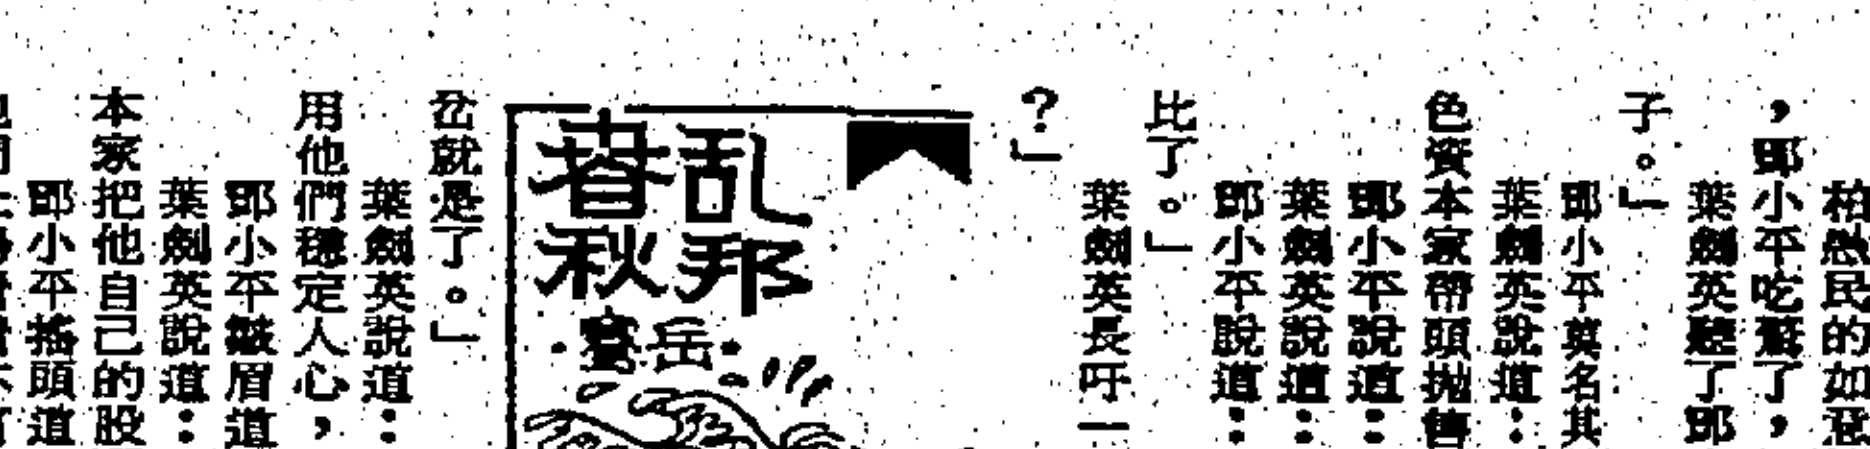 柏懋民的如意
，鄧小平吃驚了，
葉劍英聽了鄧
子。」
鄧小平莫名其
葉劍英說道：
色資本家帶頭拋售
鄧小平說道：
葉劍英說道：
鄧小平說道：
比了。」
葉劍英長吁一
？」
乱邦
春秋
岳騫
岔就是了。」
葉劍英說道：
用他們穩定人心，
鄧小平皺眉道
葉劍英說道：
本家把他自己的股
鄧小平搖頭道